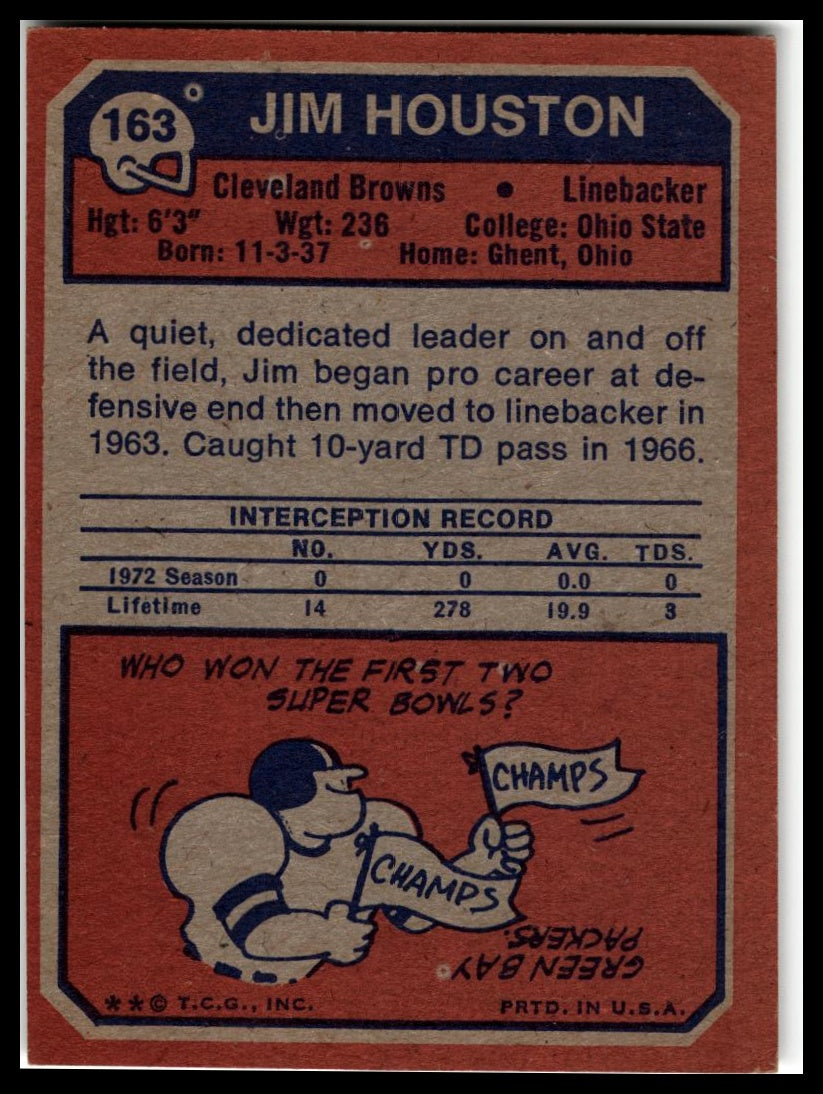 163
JIM HOUSTON
Cleveland Browns • Linebacker
Hgt: 6'3" Wgt: 236 College: Ohio State
Born: 11-3-37 Home: Ghent, Ohio
A quiet, dedicated leader on and off
the field, Jim began pro career at de-
fensive end then moved to linebacker in
1963. Caught 10-yard TD pass in 1966.
INTERCEPTION RECORD
NO. YDS. AVG. TDS.
1972 Season 0 0 0.0 0
Lifetime 14 278 19.9 3
WHO WON THE FIRST TWO
SUPER BOWLS?
CHAMPS
CHAMPS
GREEN BAY
PACKERS.
**© T.C.G., INC. PRTD. IN U.S.A.